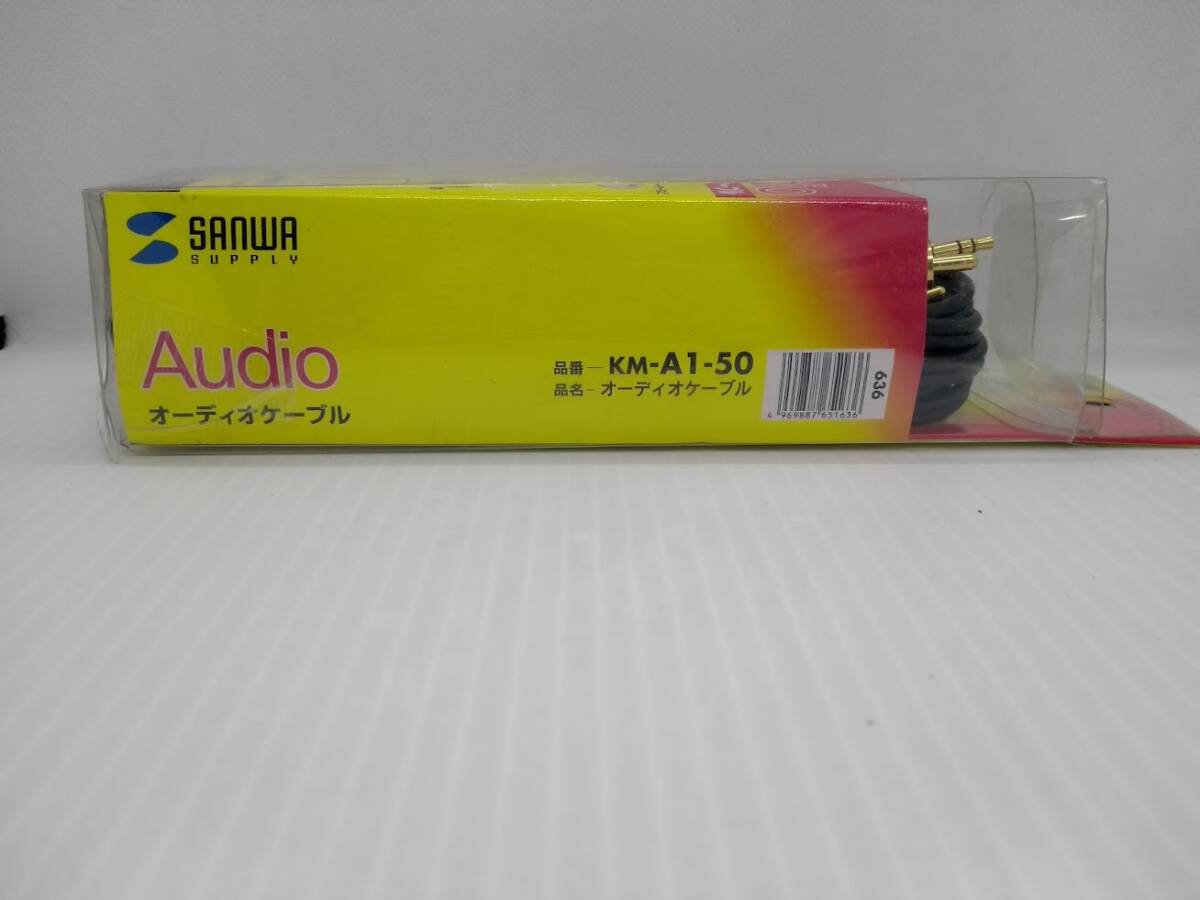 SANWA
SUPPLY
Audio
オーディオケーブル
品番－KM-A1-50
品名－オーディオケーブル
4 969887 651636
636